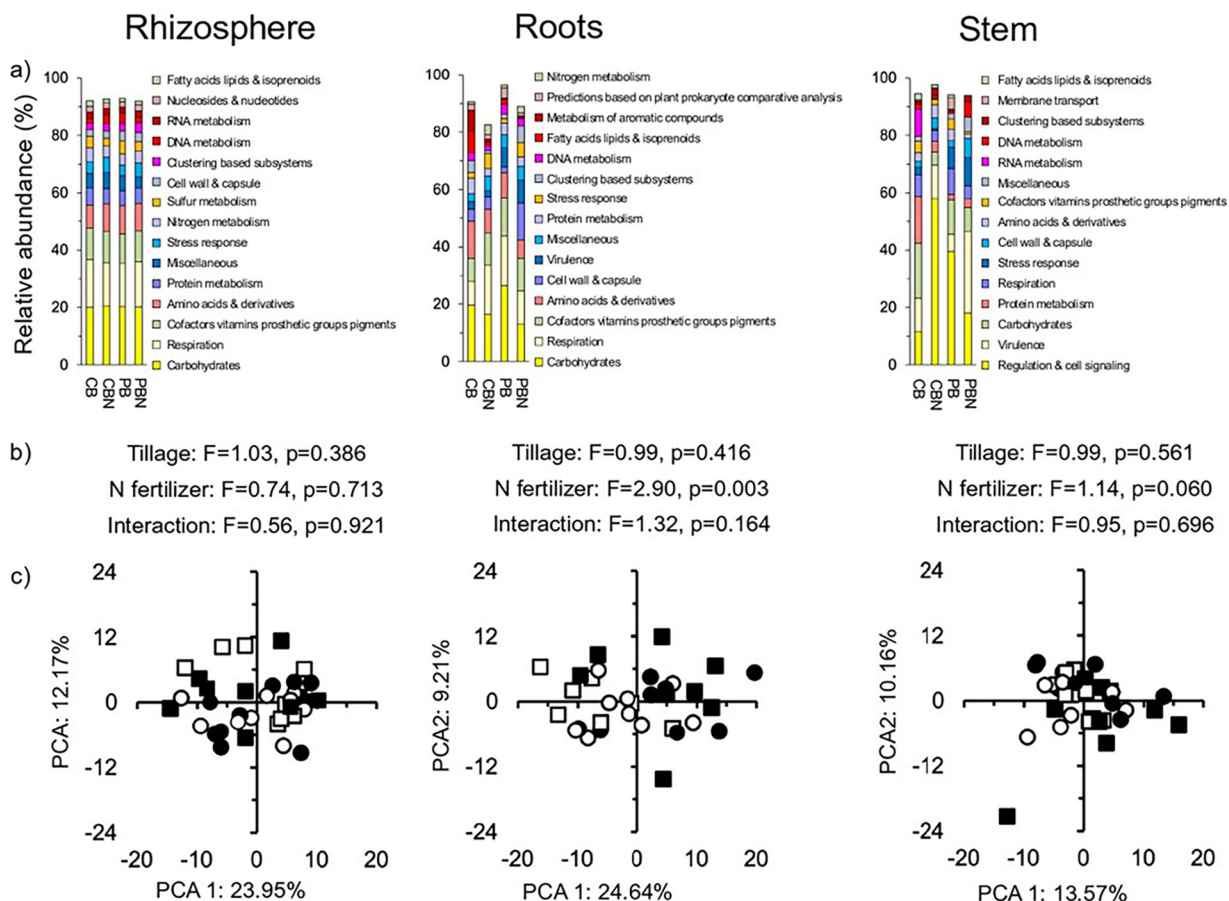 Rhizosphere
Roots
Stem
a)
Relative abundance (%)
100
80
60
40
20
0
CB
CBN
PB
PBN
Fatty acids lipids & isoprenoids
Nucleosides & nudeotides
RNA metabolism
DNA metabolism
Clustering based subsystems
Cell wall & capsule
Sulfur metabolism
Nitrogen metabolism
Stress response
Miscellaneous
Protein metabolism
Amino acids & derivatives
Cofactors vitamins prosthetic groups pigments
Respiration
Carbohydrates
100
80
60
40
20
0
CB
CBN
PB
PBN
Nitrogen metabolism
Predictions based on plant prokaryote comparative analysis
Metabolism of aromatic compounds
Fatty acids lipids & isoprenoids
DNA metabolism
Clustering based subsystems
Stress response
Protein metabolism
Miscellaneous
Virulence
Cell wall & capsule
Amino acids & derivatives
Cofactors vitamins prosthetic groups pigments
Respiration
Carbohydrates
100
80
60
40
20
0
CB
CBN
PB
PBN
Fatty acids lipids & isoprenoids
Membrane transport
Clustering based subsystems
DNA metabolism
RNA metabolism
Miscellaneous
Cofactors vitamins prosthetic groups pigments
Amino acids & derivatives
Cell wall & capsule
Stress response
Respiration
Protein metabolism
Carbohydrates
Virulence
Regulation & cell signaling
b)
Tillage: F=1.03, p=0.386
N fertilizer: F=0.74, p=0.713
Interaction: F=0.56, p=0.921
Tillage: F=0.99, p=0.416
N fertilizer: F=2.90, p=0.003
Interaction: F=1.32, p=0.164
Tillage: F=0.99, p=0.561
N fertilizer: F=1.14, p=0.060
Interaction: F=0.95, p=0.696
c)
PCA: 12.17%
24
12
0
-12
-24
-20
-10
0
10
20
PCA 1: 23.95%
PCA2: 9.21%
24
12
0
-12
-24
-20
-10
0
10
20
PCA 1: 24.64%
PCA2: 10.16%
24
12
0
-12
-24
-20
-10
0
10
20
PCA 1: 13.57%